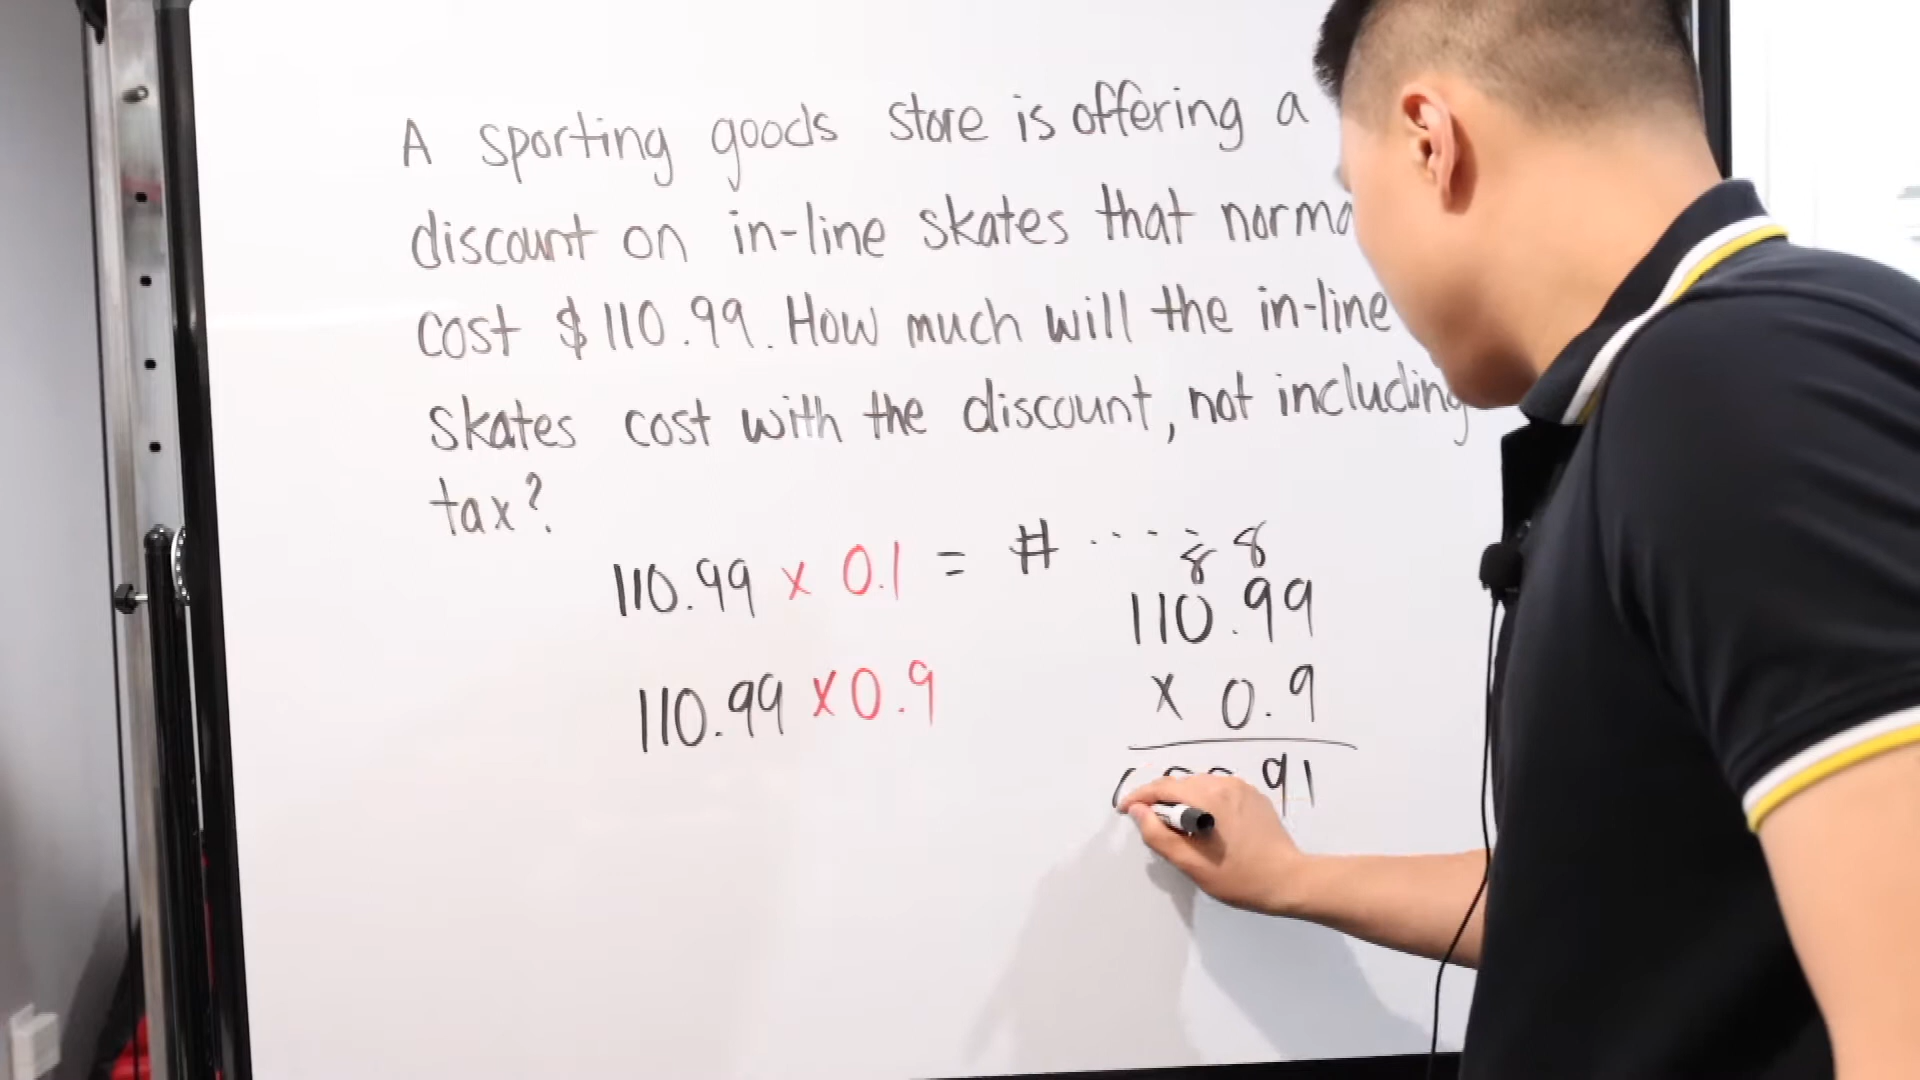 A sporting goods store is offering a
discount on in-line skates that norma
cost $110.99. How much will the in-line
skates cost with the discount, not including
tax?
110.99 x 0.1 = # ....
8 8
110.99
x 0.9
110.99 x 0.9
91